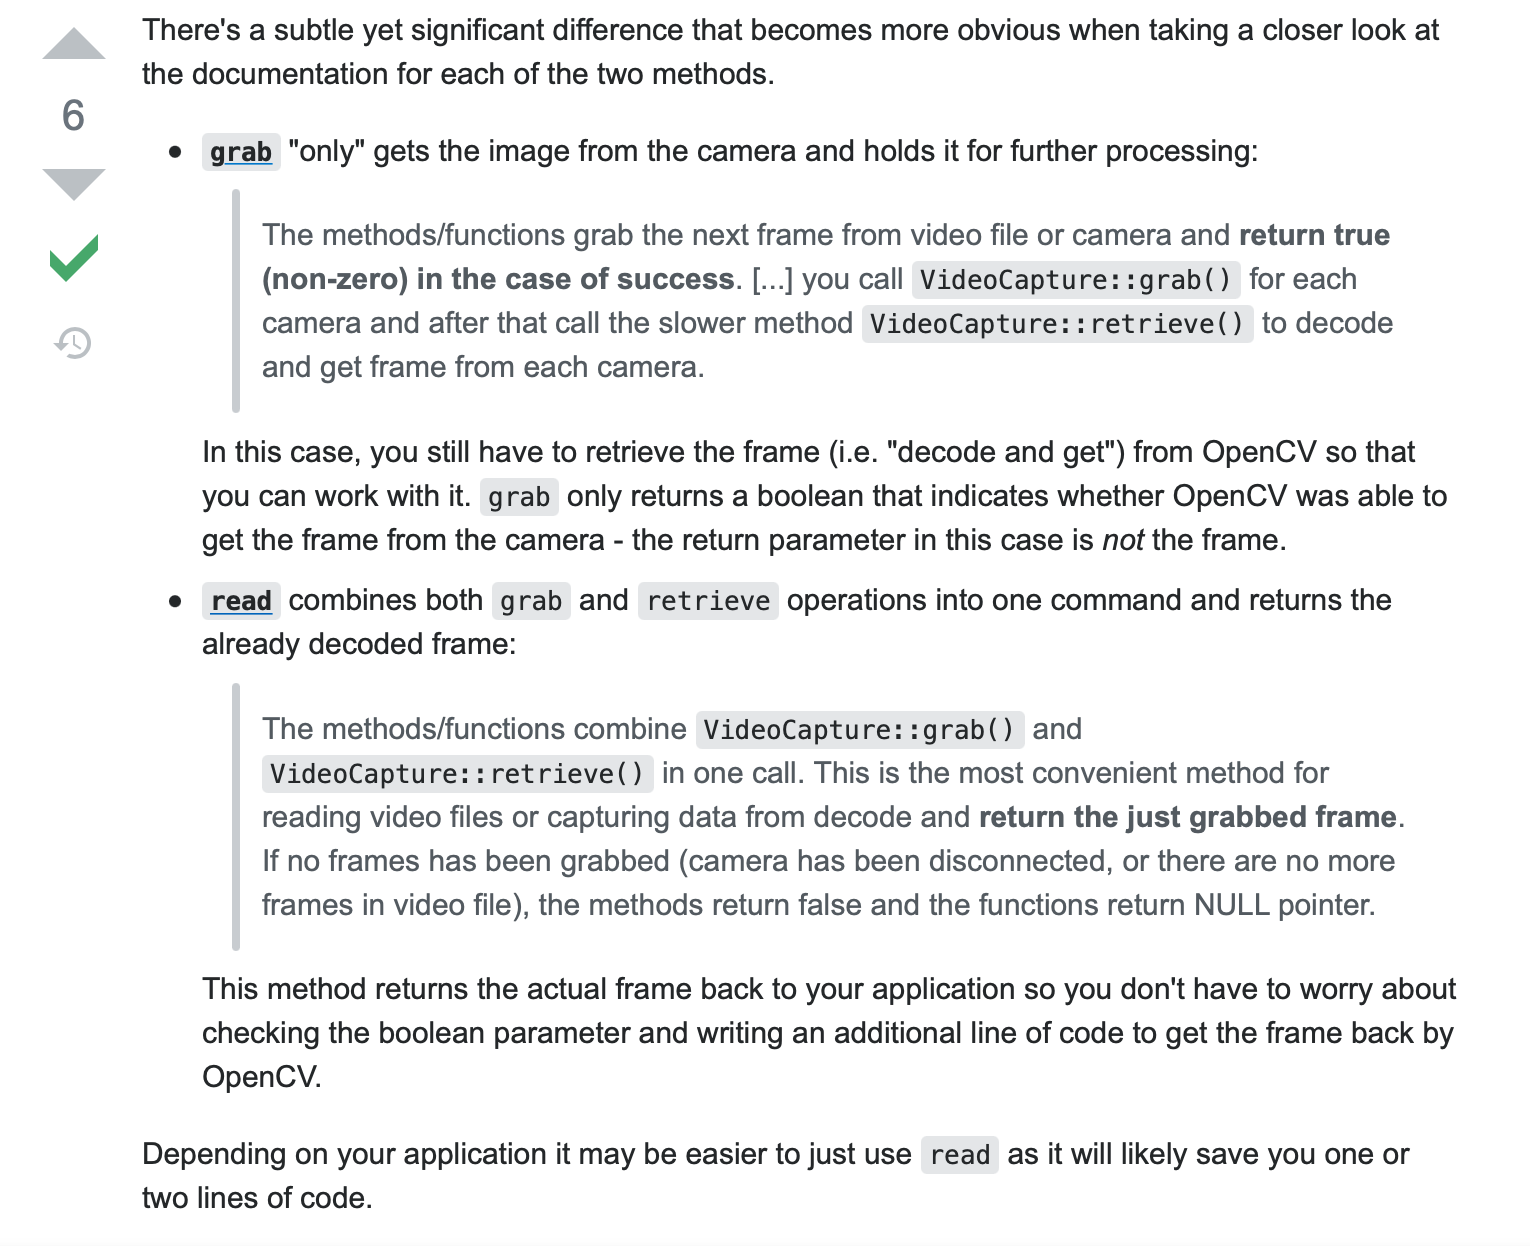 There's a subtle yet significant difference that becomes more obvious when taking a closer look at
the documentation for each of the two methods.
6
• grab "only" gets the image from the camera and holds it for further processing:
The methods/functions grab the next frame from video file or camera and return true
(non-zero) in the case of success. [...] you call VideoCapture::grab() for each
camera and after that call the slower method VideoCapture::retrieve() to decode
and get frame from each camera.
In this case, you still have to retrieve the frame (i.e. "decode and get") from OpenCV so that
you can work with it. grab only returns a boolean that indicates whether OpenCV was able to
get the frame from the camera - the return parameter in this case is not the frame.
• read combines both grab and retrieve operations into one command and returns the
already decoded frame:
The methods/functions combine VideoCapture::grab() and
VideoCapture::retrieve() in one call. This is the most convenient method for
reading video files or capturing data from decode and return the just grabbed frame.
If no frames has been grabbed (camera has been disconnected, or there are no more
frames in video file), the methods return false and the functions return NULL pointer.
This method returns the actual frame back to your application so you don't have to worry about
checking the boolean parameter and writing an additional line of code to get the frame back by
OpenCV.
Depending on your application it may be easier to just use read as it will likely save you one or
two lines of code.